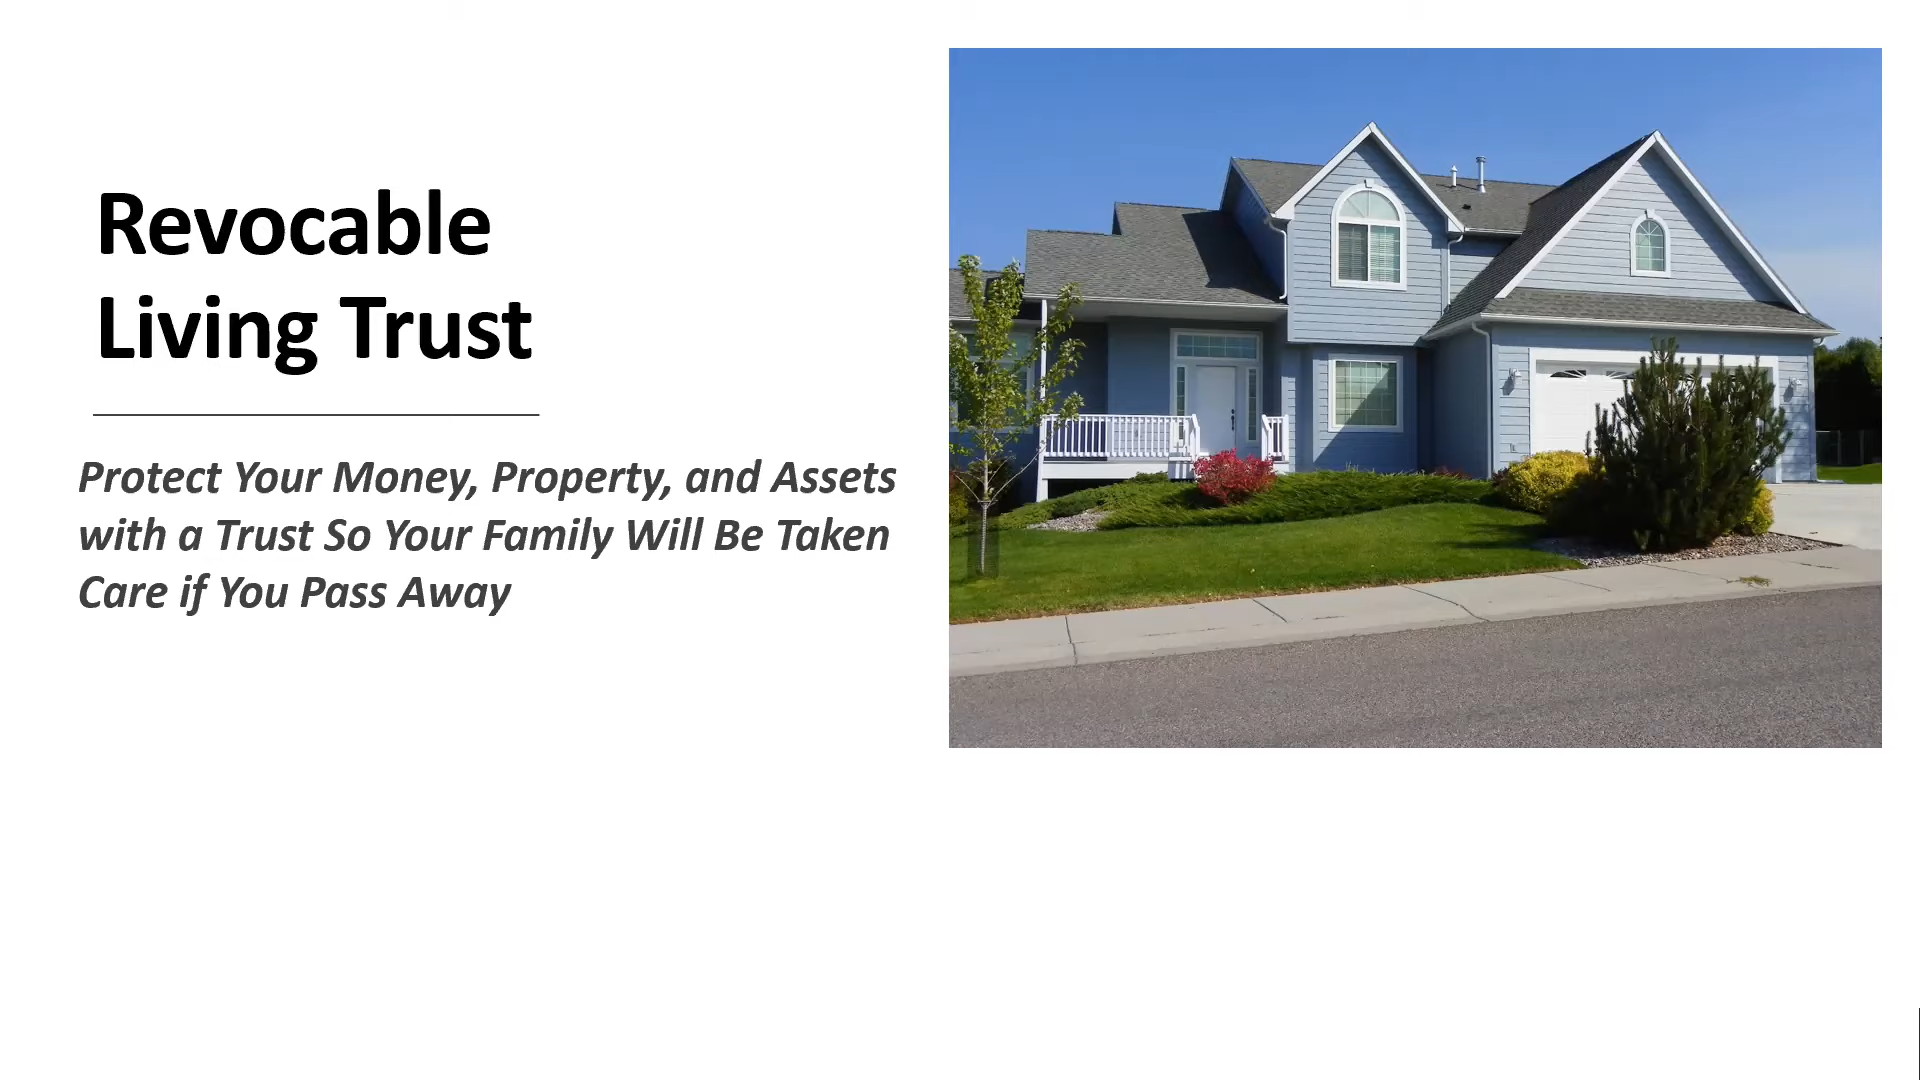 Revocable
Living Trust
Protect Your Money, Property, and Assets
with a Trust So Your Family Will Be Taken
Care if You Pass Away